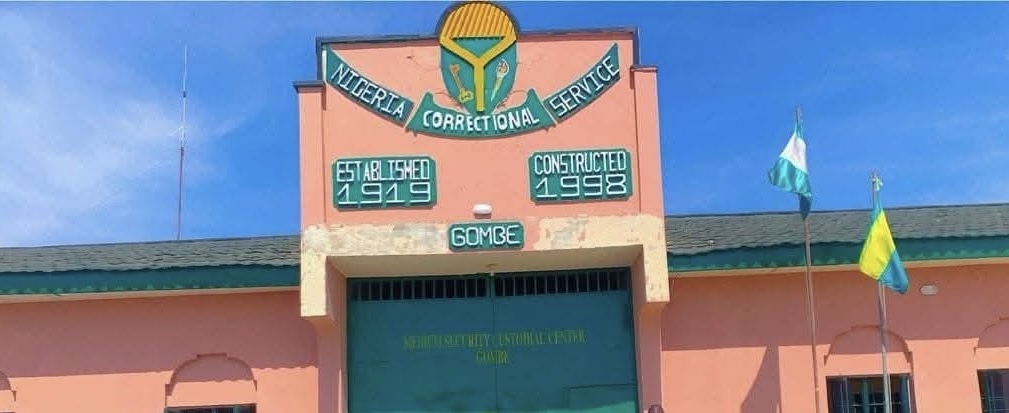 NIGERIA CORRECTIONAL SERVICE
ESTABLISHED
1919
CONSTRUCTED
1998
GOMBE
MEDIUM SECURITY CUSTODIAL CENTER
GOMBE